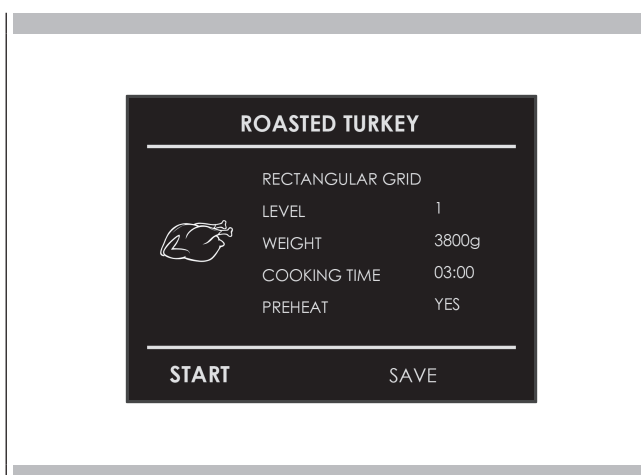 ROASTED TURKEY
RECTANGULAR GRID
LEVEL 1
WEIGHT 3800g
COOKING TIME 03:00
PREHEAT YES
START SAVE